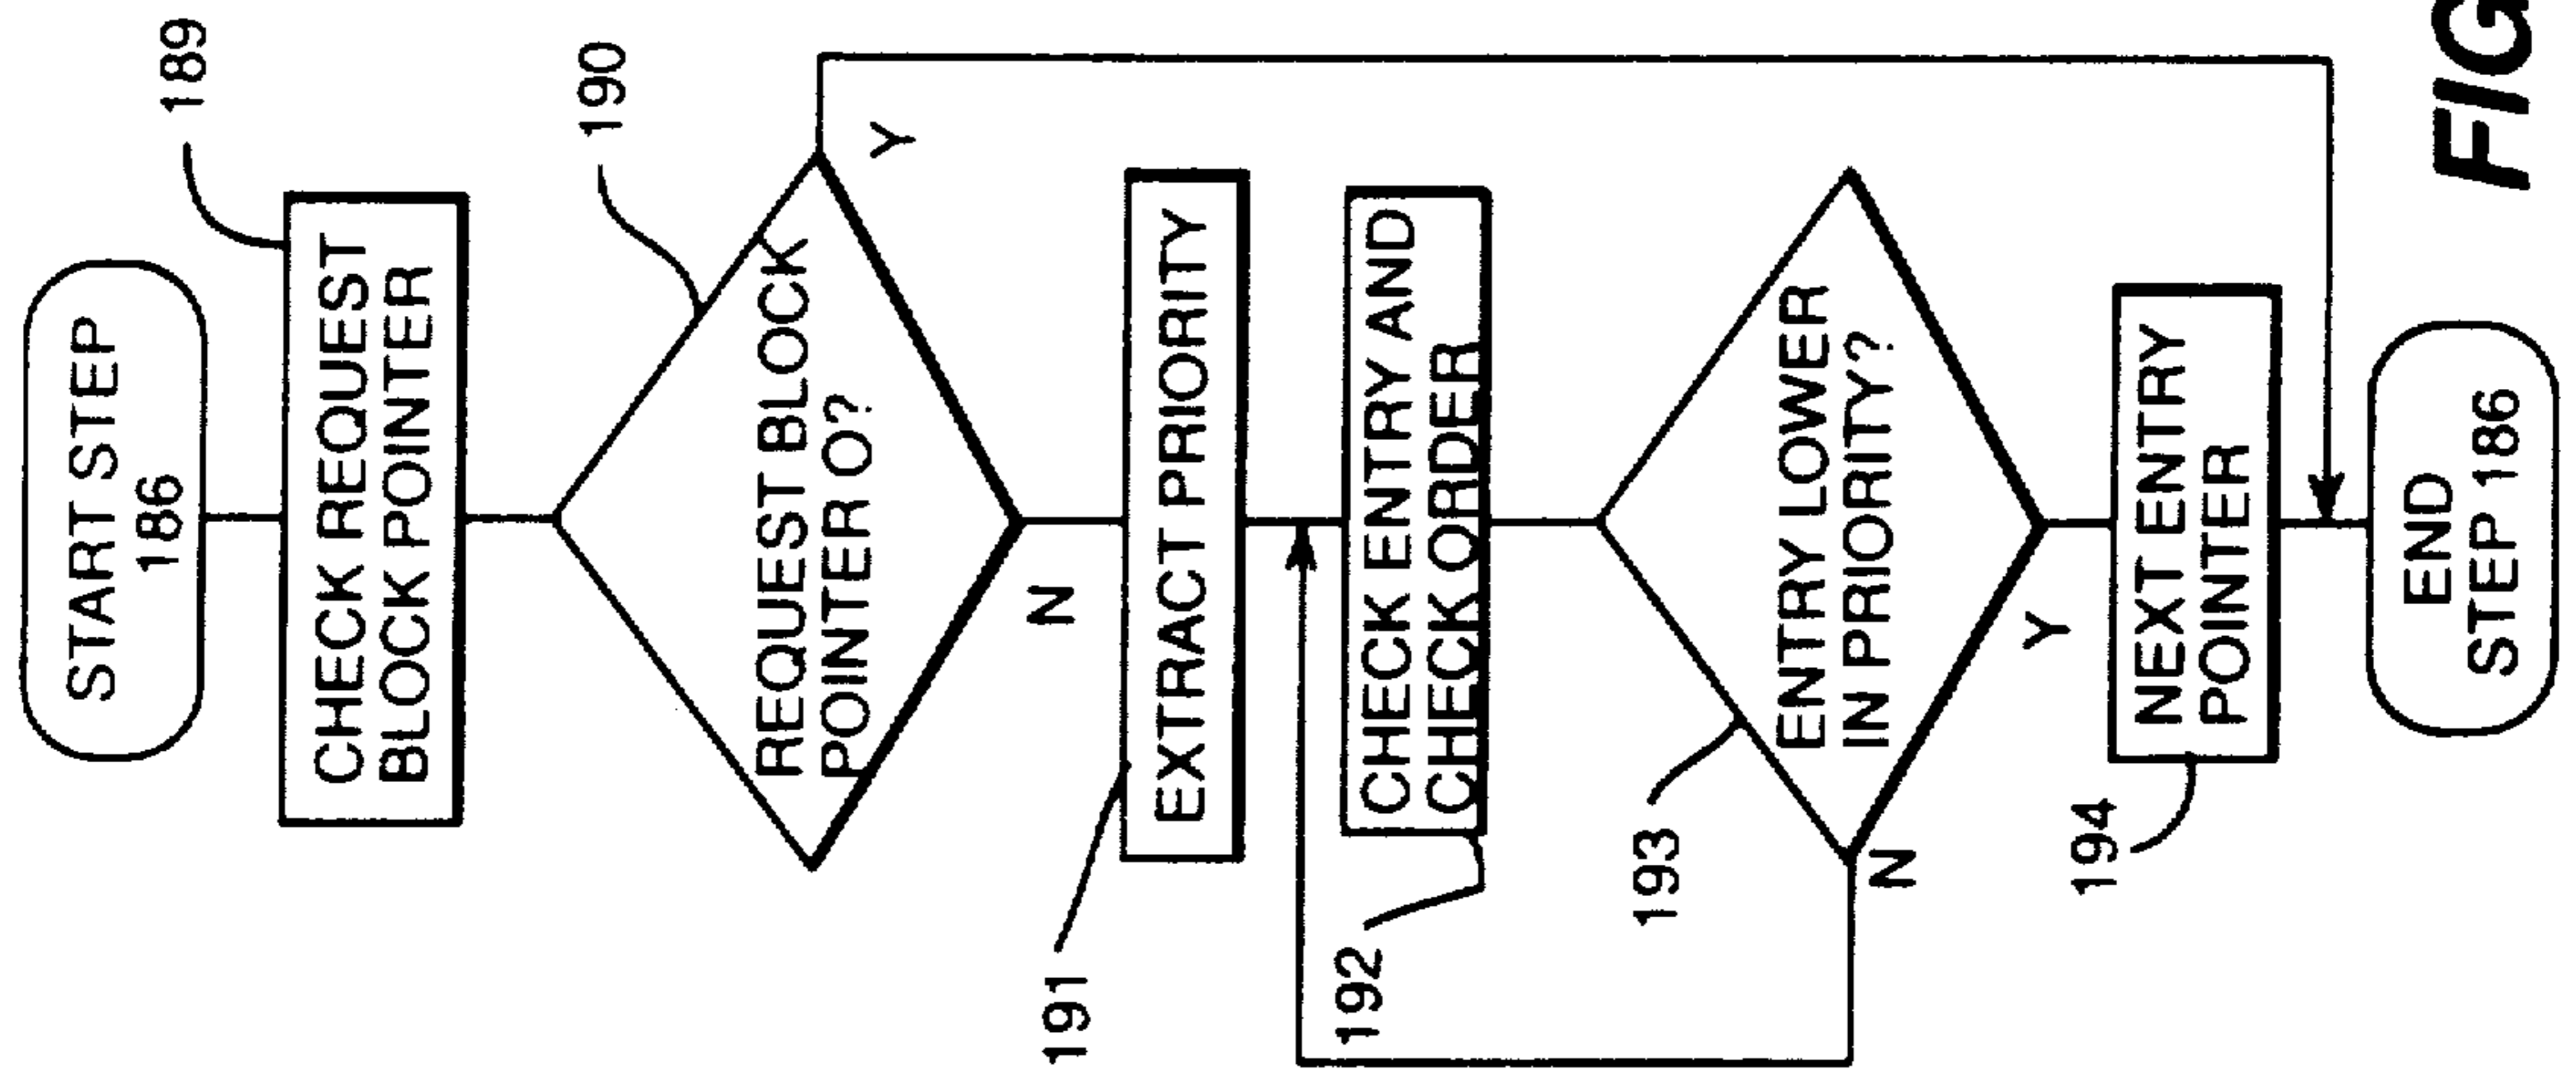 START STEP
186
189
CHECK REQUEST
BLOCK POINTER
190
REQUEST BLOCK
POINTER O?
Y
N
191
EXTRACT PRIORITY
192
CHECK ENTRY AND
CHECK ORDER
193
ENTRY LOWER
IN PRIORITY?
N
Y
194
NEXT ENTRY
POINTER
END
STEP 186
FIG